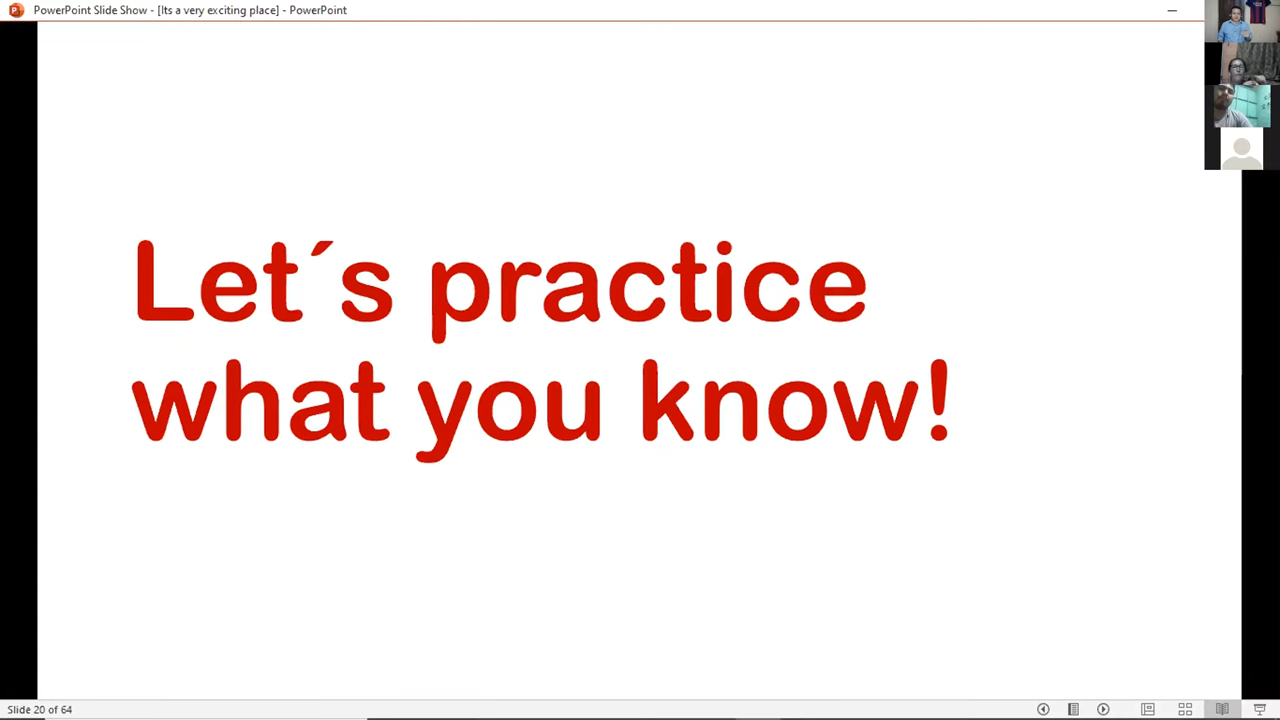 PowerPoint Slide Show - [Its a very exciting place] - PowerPoint
Let´s practice
what you know!
Slide 20 of 64